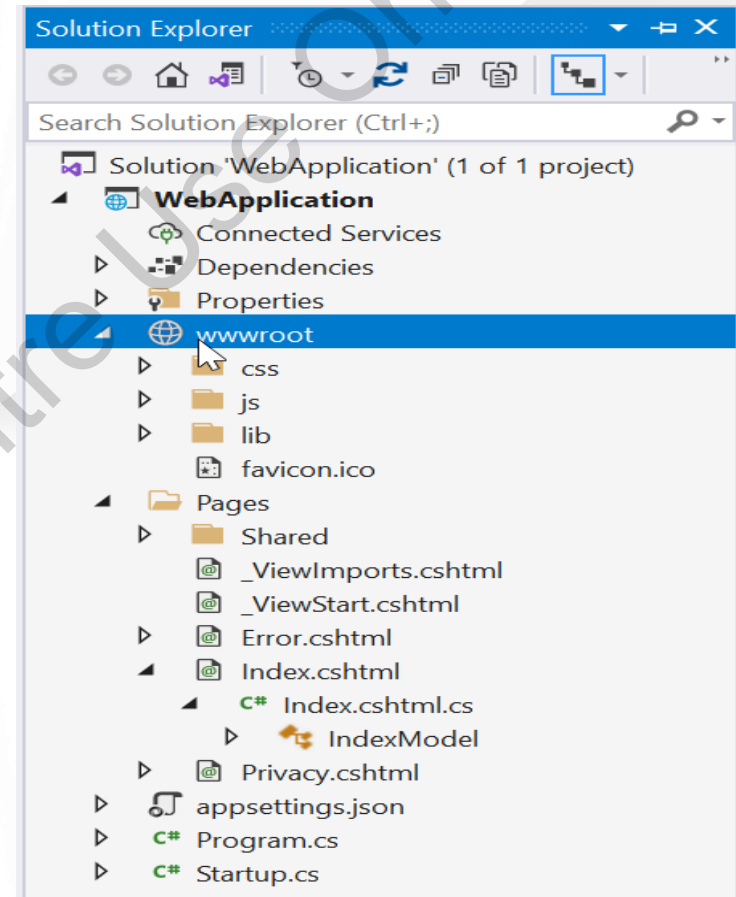 Solution Explorer
Search Solution Explorer (Ctrl+;)
Solution 'WebApplication' (1 of 1 project)
WebApplication
Connected Services
Dependencies
Properties
wwwroot
css
js
lib
favicon.ico
Pages
Shared
_ViewImports.cshtml
_ViewStart.cshtml
Error.cshtml
Index.cshtml
C# Index.cshtml.cs
IndexModel
Privacy.cshtml
appsettings.json
C# Program.cs
C# Startup.cs
Use